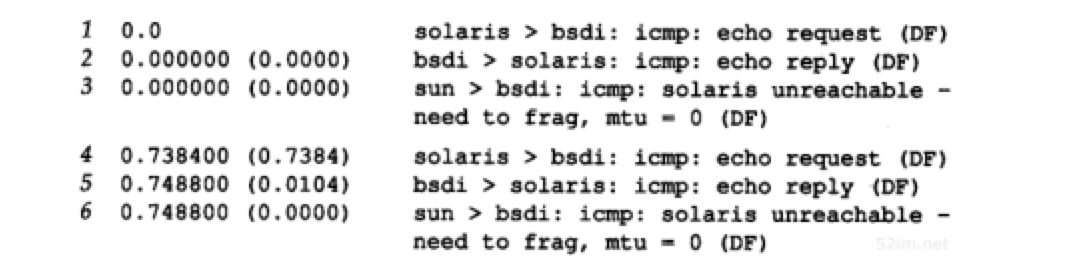 1 0.0 solaris > bsdi: icmp: echo request (DF)
2 0.000000 (0.0000) bsdi > solaris: icmp: echo reply (DF)
3 0.000000 (0.0000) sun > bsdi: icmp: solaris unreachable –
need to frag, mtu = 0 (DF)
4 0.738400 (0.7384) solaris > bsdi: icmp: echo request (DF)
5 0.748800 (0.0104) bsdi > solaris: icmp: echo reply (DF)
6 0.748800 (0.0000) sun > bsdi: icmp: solaris unreachable –
need to frag, mtu = 0 (DF)
52im.net